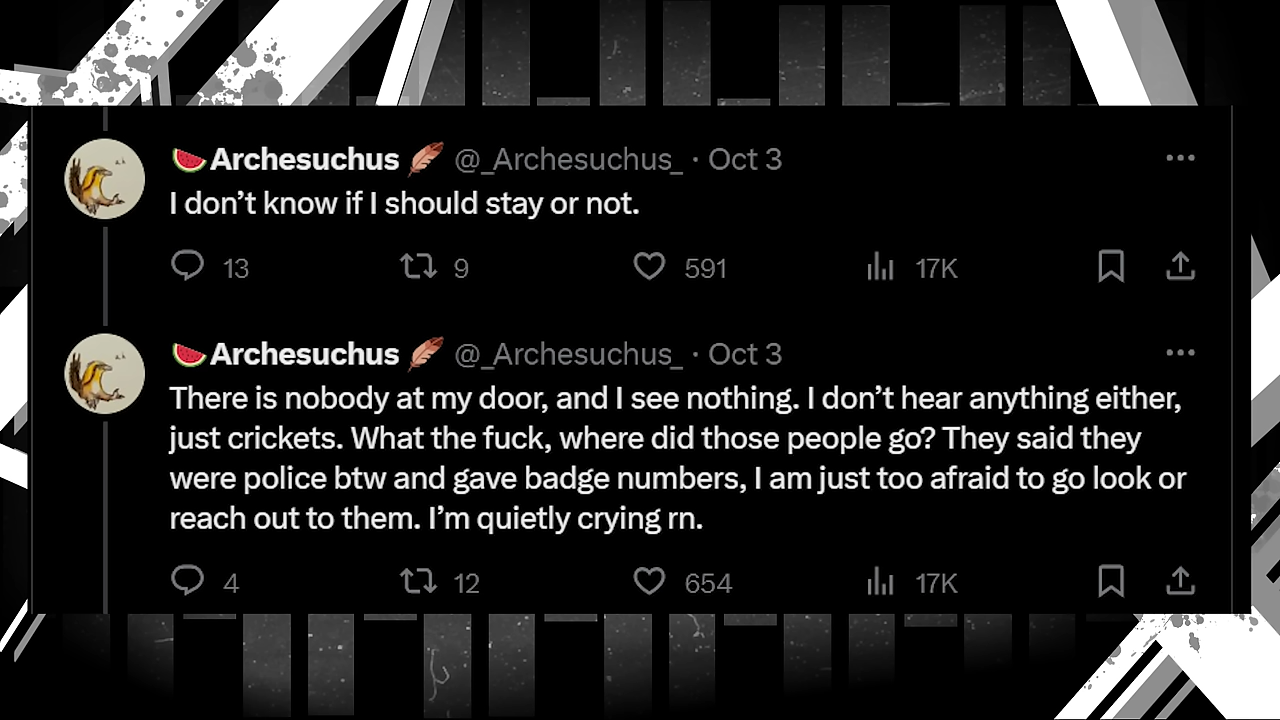 🍉Archesuchus 🪶 @_Archesuchus_ · Oct 3
I don’t know if I should stay or not.
13 9 591 17K
🍉Archesuchus 🪶 @_Archesuchus_ · Oct 3
There is nobody at my door, and I see nothing. I don’t hear anything either,
just crickets. What the fuck, where did those people go? They said they
were police btw and gave badge numbers, I am just too afraid to go look or
reach out to them. I’m quietly crying rn.
4 12 654 17K